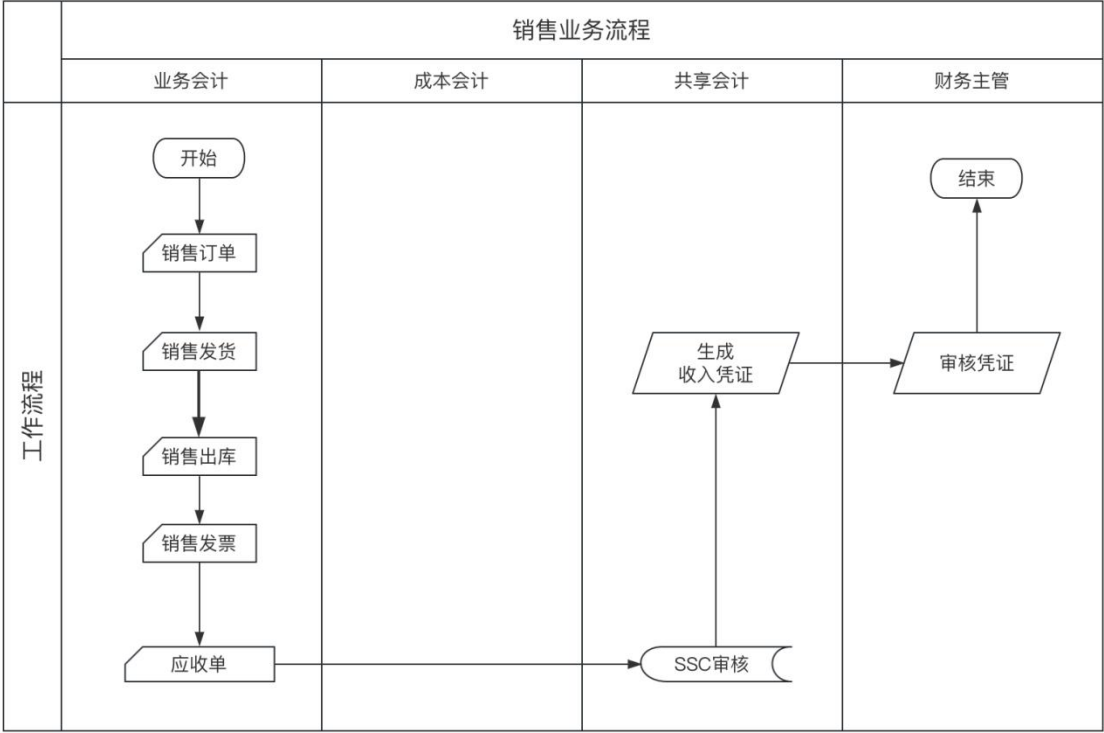 销售业务流程
业务会计
成本会计
共享会计
财务主管
工作流程
开始
销售订单
销售发货
销售出库
销售发票
应收单
SSC审核
生成
收入凭证
审核凭证
结束